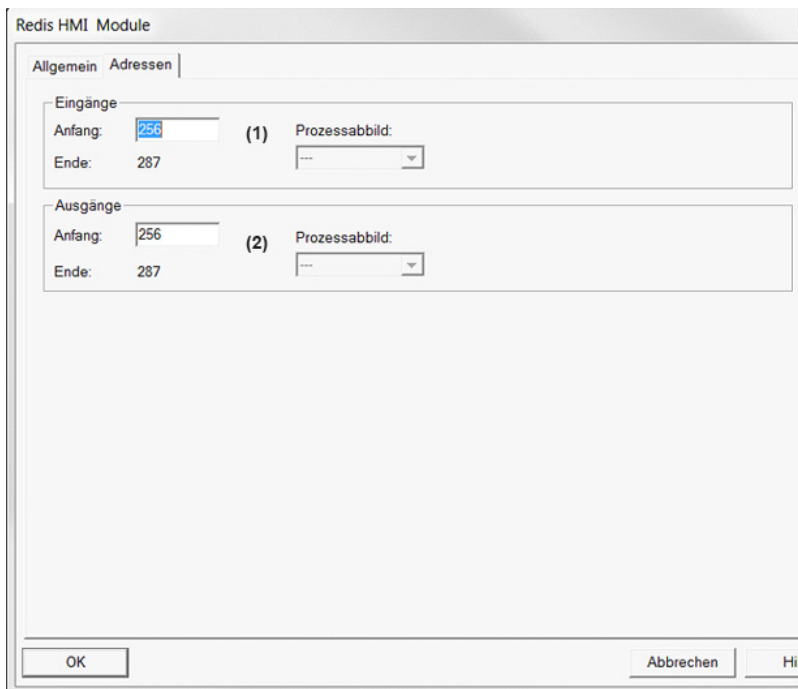 Redis HMI Module
Allgemein Adressen
Eingänge
Anfang: 256 (1) Prozessabbild:
Ende: 287 ---
Ausgänge
Anfang: 256 (2) Prozessabbild:
Ende: 287 ---
OK Abbrechen Hi